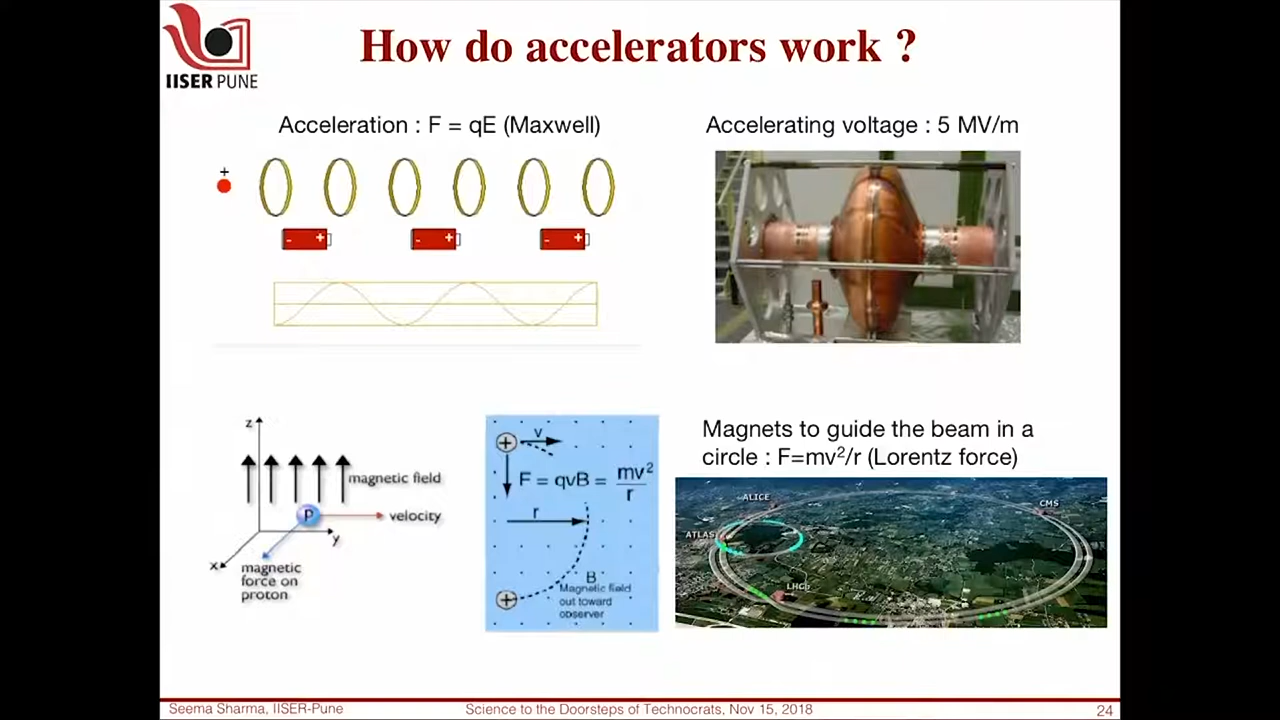 IISER PUNE
How do accelerators work ?
Acceleration : F = qE (Maxwell)
+
- +
- +
- +
Accelerating voltage : 5 MV/m
z
magnetic field
P
velocity
y
x
magnetic
force on
proton
+
v
F = qvB = mv²/r
r
B
Magnetic field
out toward
observer
+
Magnets to guide the beam in a
circle : F=mv²/r (Lorentz force)
ALICE
CMS
ATLAS
LHCb
Seema Sharma, IISER-Pune
Science to the Doorsteps of Technocrats, Nov 15, 2018
24